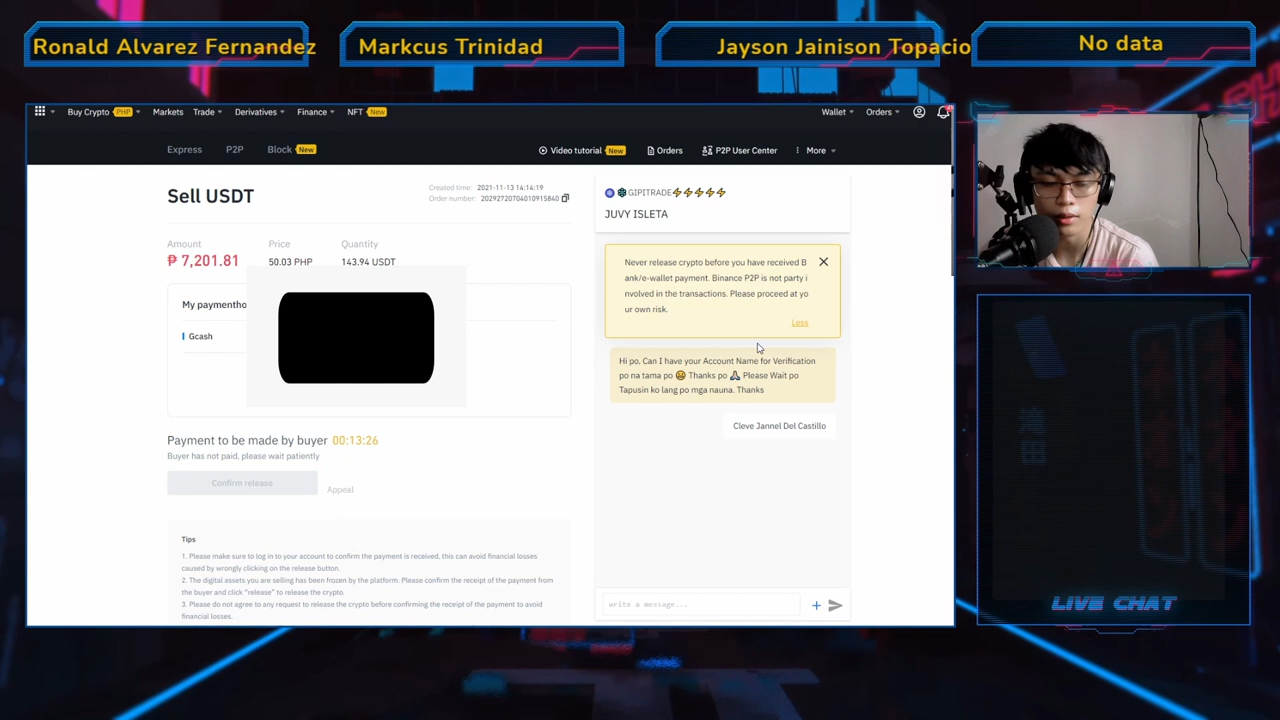 Ronald Alvarez Fernandez
Markcus Trinidad
Jayson Jainison Topacio
No data
Buy Crypto PHP Markets Trade Derivatives Finance NFT New
Wallet Orders
Express P2P Block New
Video tutorial New Orders P2P User Center More
Sell USDT
Created time: 2021-11-13 14:14:19
Order number: 20292720704010915840
Amount Price Quantity
₱ 7,201.81 50.03 PHP 143.94 USDT
My paymentho
Gcash
Payment to be made by buyer 00:13:26
Buyer has not paid, please wait patiently
Confirm release Appeal
Tips
1. Please make sure to log in to your account to confirm the payment is received, this can avoid financial losses
caused by wrongly clicking on the release button.
2. The digital assets you are selling has been frozen by the platform. Please confirm the receipt of the payment from
the buyer and click "release" to release the crypto.
3. Please do not agree to any request to release the crypto before confirming the receipt of the payment to avoid
financial losses.
GIPITRADE⚡⚡⚡⚡⚡
JUVY ISLETA
Never release crypto before you have received B
ank/e-wallet payment. Binance P2P is not party i
nvolved in the transactions. Please proceed at yo
ur own risk.
Less
Hi po. Can I have your Account Name for Verification
po na tama po 😀 Thanks po 🙏 Please Wait po
Tapusin ko lang po mga nauna. Thanks
Cleve Jannel Del Castillo
write a message...
LIVE CHAT